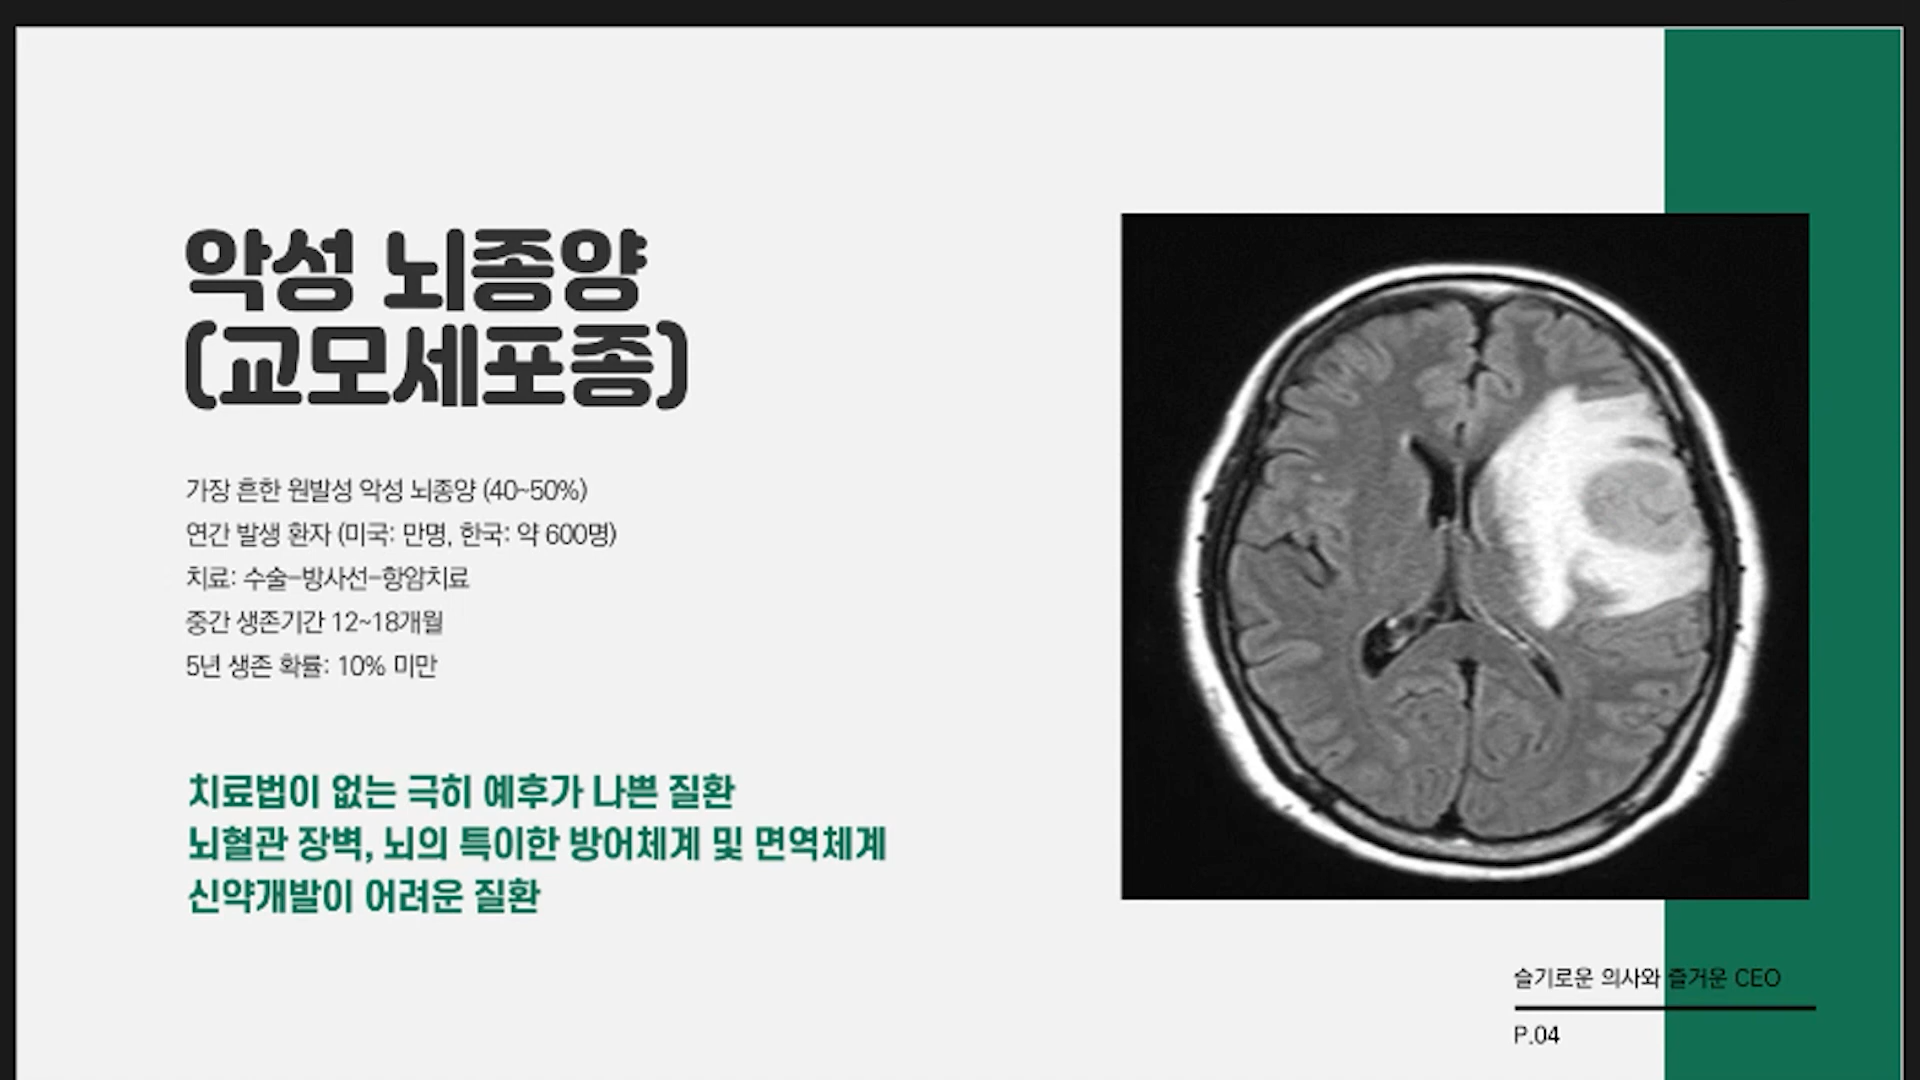 악성 뇌종양
(교모세포종)
가장 흔한 원발성 악성 뇌종양 (40~50%)
연간 발생 환자 (미국: 만명, 한국: 약 600명)
치료: 수술-방사선-항암치료
중간 생존기간 12~18개월
5년 생존 확률: 10% 미만
치료법이 없는 극히 예후가 나쁜 질환
뇌혈관 장벽, 뇌의 특이한 방어체계 및 면역체계
신약개발이 어려운 질환
슬기로운 의사와 즐거운 CEO
P.04